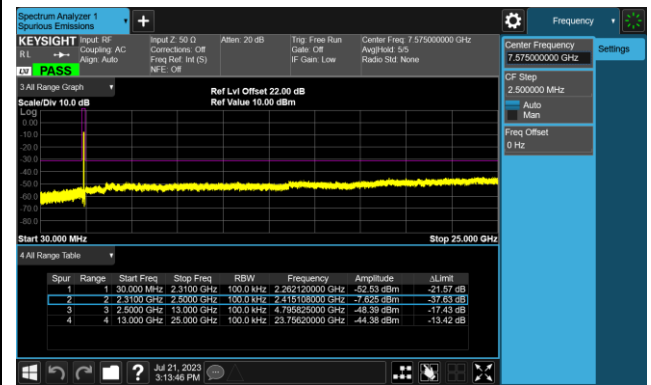 Spectrum Analyzer 1
Spurious Emissions
Frequency
KEYSIGHT Input: RF Input Z: 50 Ω Atten: 20 dB Trig: Free Run Center Freq: 7.575000000 GHz
RL Coupling: AC Corrections: Off Gate: Off Avg|Hold: 5/5
Align: Auto Freq Ref: Int (S) IF Gain: Low Radio Std: None
NFE: Off
PASS
Center Frequency
7.575000000 GHz
Settings
CF Step
2.500000 MHz
Auto
Man
Freq Offset
0 Hz
3 All Range Graph
Ref Lvl Offset 22.00 dB
Scale/Div 10.0 dB Ref Value 10.00 dBm
Log
0.00
-10.0
-20.0
-30.0
-40.0
-50.0
-60.0
-70.0
-80.0
Start 30.000 MHz Stop 25.000 GHz
4 All Range Table
Spur Range Start Freq Stop Freq RBW Frequency Amplitude ΔLimit
1 1 30.000 MHz 2.3100 GHz 100.0 kHz 2.262120000 GHz -52.53 dBm -21.57 dB
2 2 2.3100 GHz 2.5000 GHz 100.0 kHz 2.415108000 GHz -7.625 dBm -37.63 dB
3 3 2.5000 GHz 13.000 GHz 100.0 kHz 4.795825000 GHz -48.39 dBm -17.43 dB
4 4 13.000 GHz 25.000 GHz 100.0 kHz 23.75620000 GHz -44.38 dBm -13.42 dB
? Jul 21, 2023
3:13:46 PM